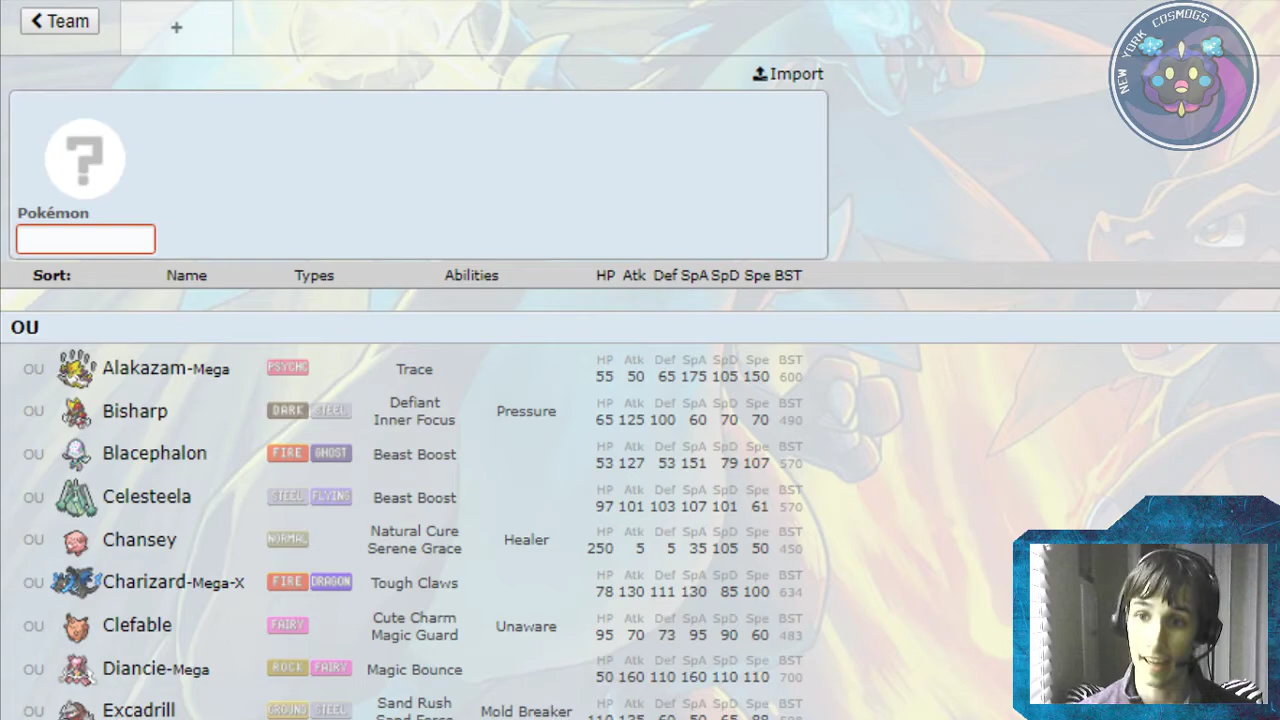 Team
+
NEW YORK COSMOGS
Import
?
Pokémon
Sort: Name Types Abilities HP Atk Def SpA SpD Spe BST
OU
OU Alakazam-Mega PSYCHC Trace HP 55 Atk 50 Def 65 SpA 175 SpD 105 Spe 150 BST 600
OU Bisharp DARK STEEL Defiant Inner Focus Pressure HP 65 Atk 125 Def 100 SpA 60 SpD 70 Spe 70 BST 490
OU Blacephalon FIRE GHOST Beast Boost HP 53 Atk 127 Def 53 SpA 151 SpD 79 Spe 107 BST 570
OU Celesteela STEEL FLYING Beast Boost HP 97 Atk 101 Def 103 SpA 107 SpD 101 Spe 61 BST 570
OU Chansey NORMAL Natural Cure Serene Grace Healer HP 250 Atk 5 Def 5 SpA 35 SpD 105 Spe 50 BST 450
OU Charizard-Mega-X FIRE DRAGON Tough Claws HP 78 Atk 130 Def 111 SpA 130 SpD 85 Spe 100 BST 634
OU Clefable FAIRY Cute Charm Magic Guard Unaware HP 95 Atk 70 Def 73 SpA 95 SpD 90 Spe 60 BST 483
OU Diancie-Mega ROCK FAIRY Magic Bounce HP 50 Atk 160 Def 110 SpA 160 SpD 110 Spe 110 BST 700
OU Excadrill GROUND STEEL Sand Rush Sand Force Mold Breaker HP Atk Def SpA SpD Spe BST